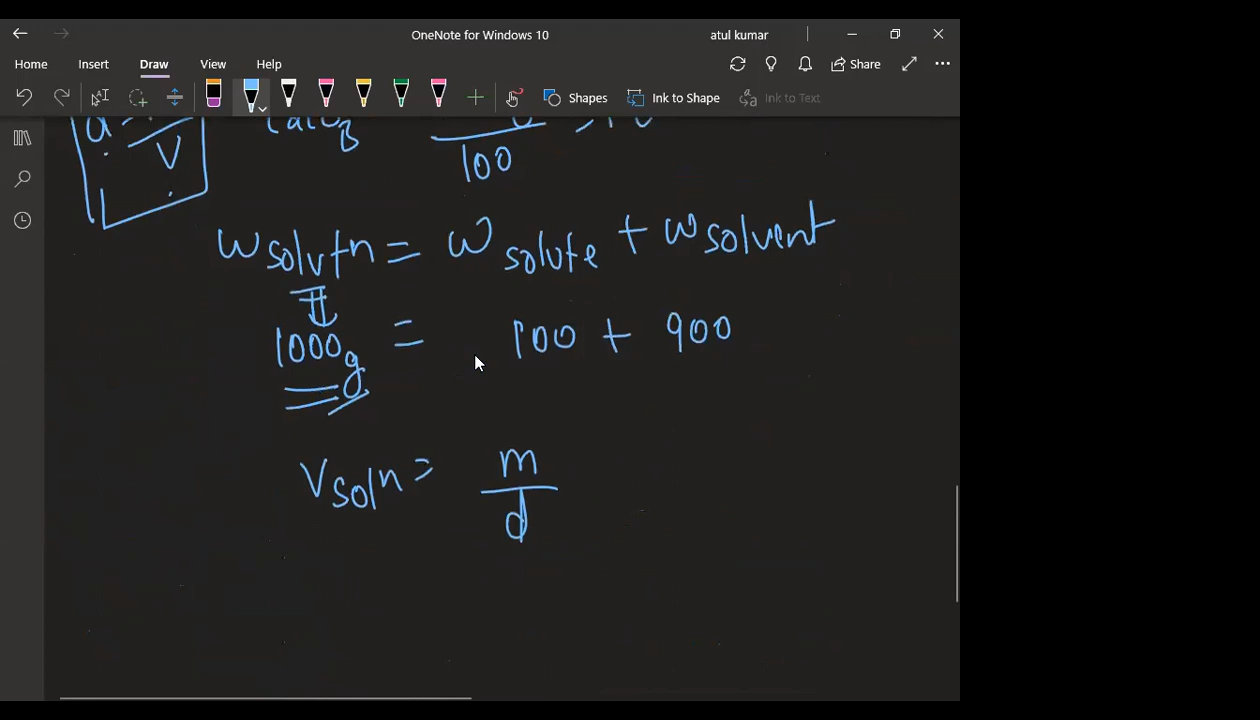 OneNote for Windows 10
atul kumar
Home Insert Draw View Help
Share
Shapes Ink to Shape Ink to Text
V
100
w solutn = w solute + w solvent
1000g = 100 + 900
V soln = m
d